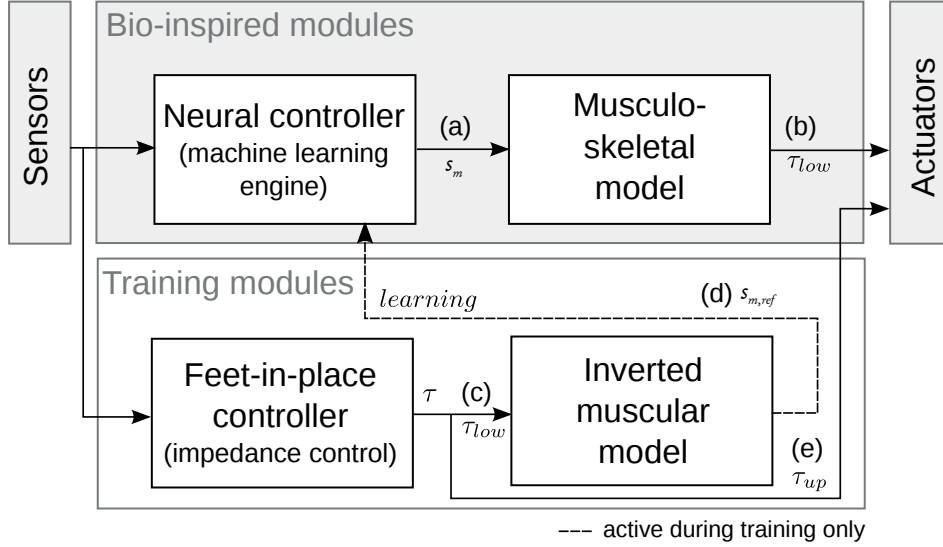 Bio-inspired modules
Sensors
Neural controller
(machine learning
engine)
(a)
s_m
Musculo-
skeletal
model
(b)
τ_low
Actuators
Training modules
learning
(d) s_m,ref
Feet-in-place
controller
(impedance control)
τ (c)
τ_low
Inverted
muscular
model
(e)
τ_up
--- active during training only